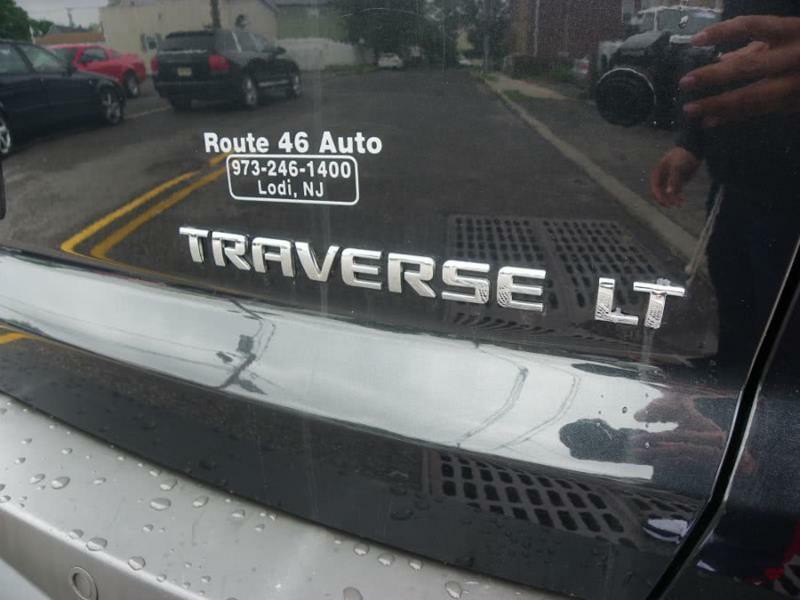 Route 46 Auto
973-246-1400
Lodi, NJ
TRAVERSE LT